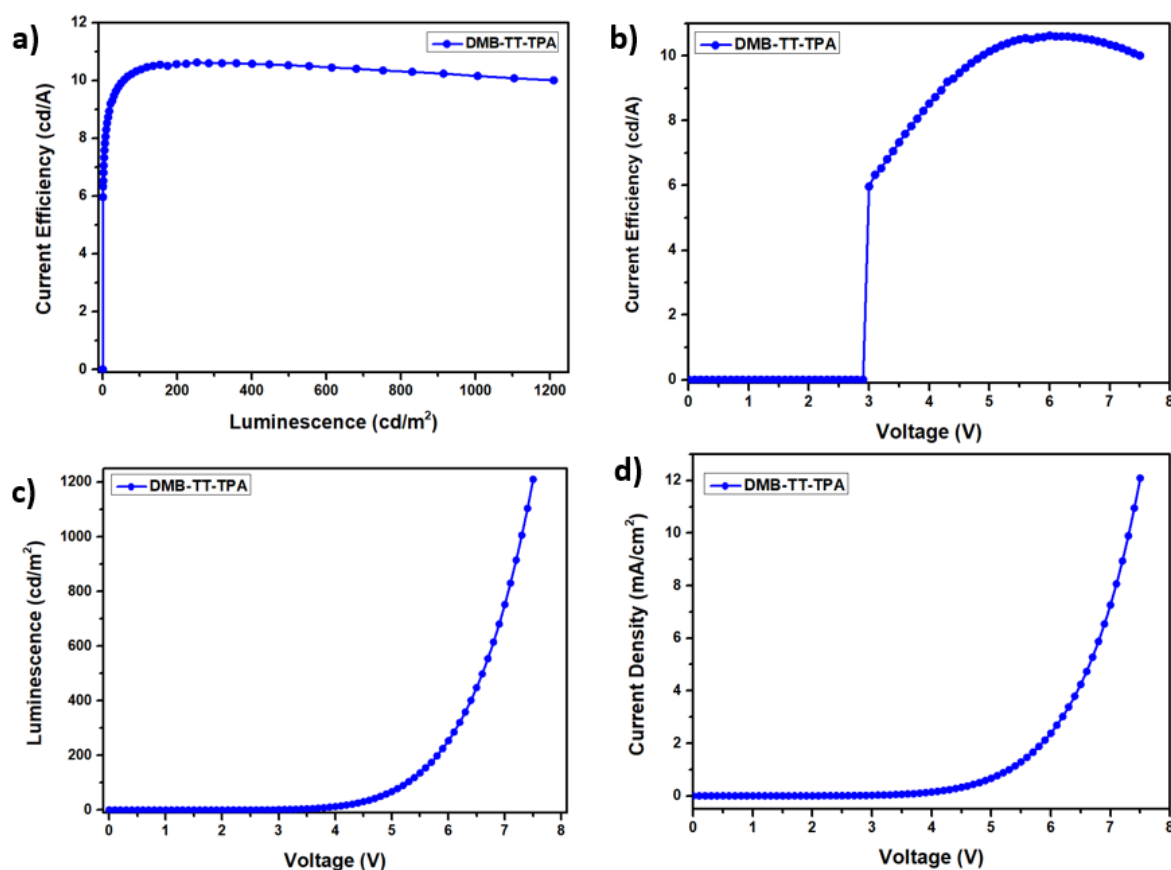 a)
DMB-TT-TPA
Current Efficiency (cd/A)
12
10
8
6
4
2
0
0 200 400 600 800 1000 1200
Luminescence (cd/m²)
b)
DMB-TT-TPA
Current Efficiency (cd/A)
10
8
6
4
2
0
0 1 2 3 4 5 6 7 8
Voltage (V)
c)
DMB-TT-TPA
Luminescence (cd/m²)
1200
1000
800
600
400
200
0
0 1 2 3 4 5 6 7 8
Voltage (V)
d)
DMB-TT-TPA
Current Density (mA/cm²)
12
10
8
6
4
2
0
0 1 2 3 4 5 6 7 8
Voltage (V)